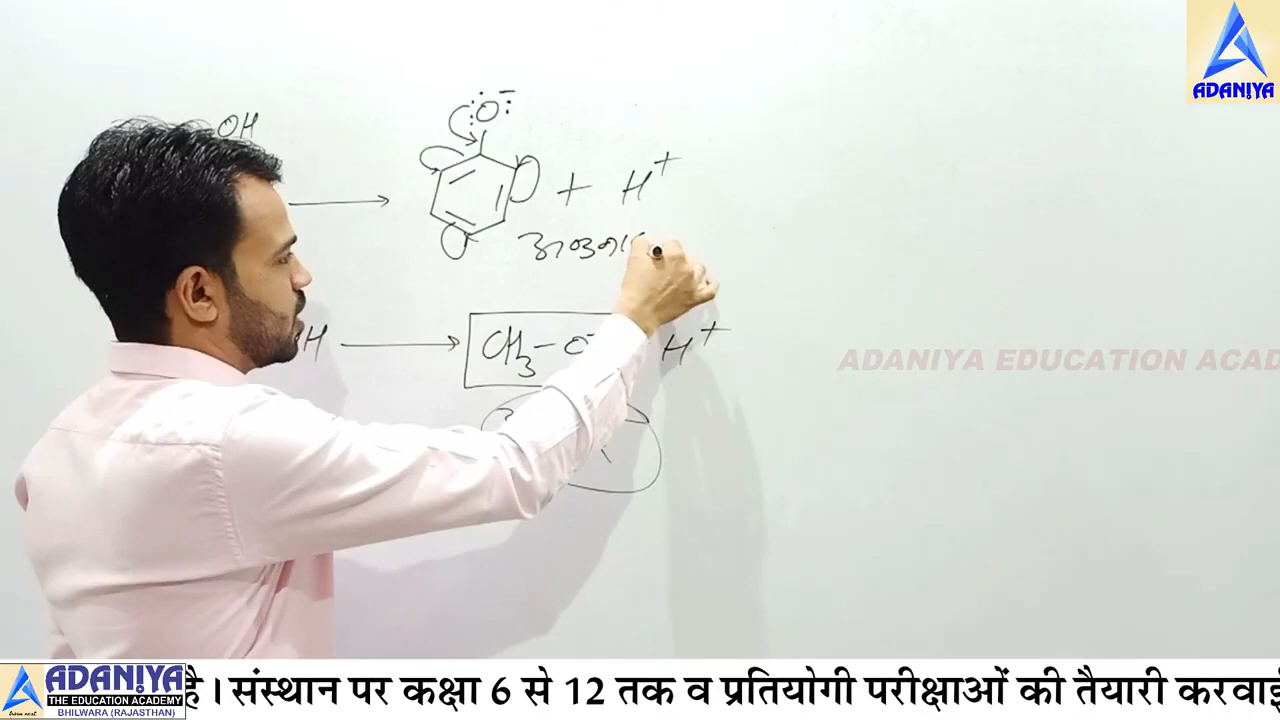 ADANIYA
OH
:O:⁻
+ H⁺
H
CH₃-O
H⁺
ADANIYA EDUCATION ACAD
ADANIYA
THE EDUCATION ACADEMY
BHILWARA (RAJASTHAN)
है। संस्थान पर कक्षा 6 से 12 तक व प्रतियोगी परीक्षाओं की तैयारी करवाई